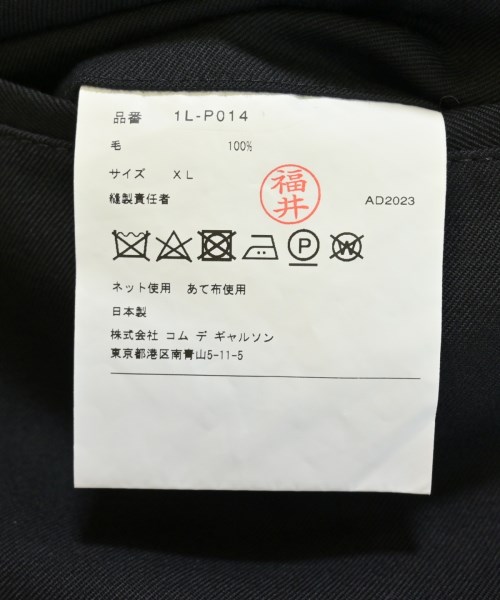 品番 1L-P014
毛 100%
サイズ XL
縫製責任者 福井 AD2023
P W
ネット使用 あて布使用
日本製
株式会社 コム デ ギャルソン
東京都港区南青山5-11-5